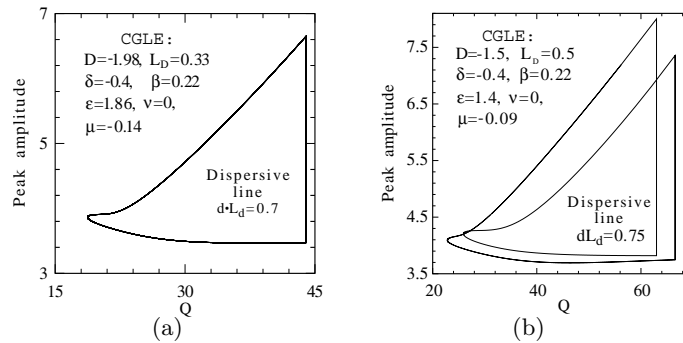 CGLE:
D=-1.98, L_D=0.33
δ=-0.4, β=0.22
ε=1.86, ν=0,
μ=-0.14
Dispersive
line
d•L_d=0.7
Peak amplitude
7
5
3
15
30
45
Q
(a)
CGLE:
D=-1.5, L_D=0.5
δ=-0.4, β=0.22
ε=1.4, ν=0,
μ=-0.09
Dispersive
line
dL_d=0.75
Peak amplitude
7.5
6.5
5.5
4.5
3.5
20
40
60
Q
(b)